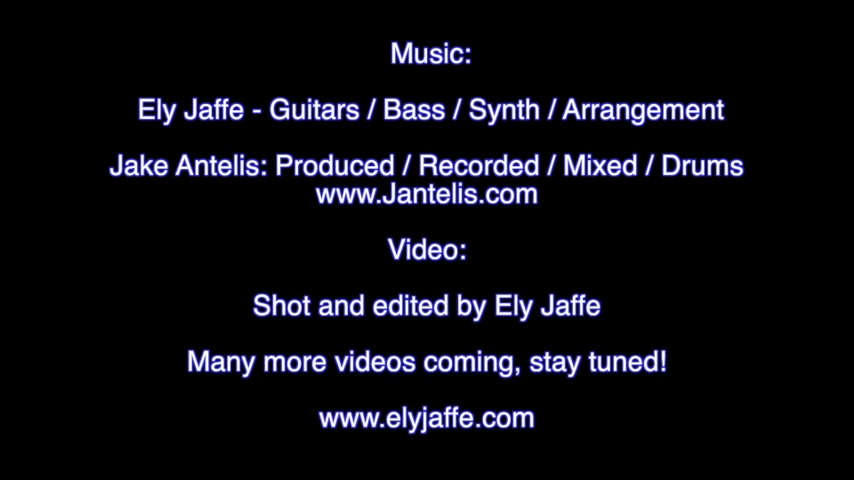 Music:
Ely Jaffe - Guitars / Bass / Synth / Arrangement
Jake Antelis: Produced / Recorded / Mixed / Drums
www.Jantelis.com
Video:
Shot and edited by Ely Jaffe
Many more videos coming, stay tuned!
www.elyjaffe.com